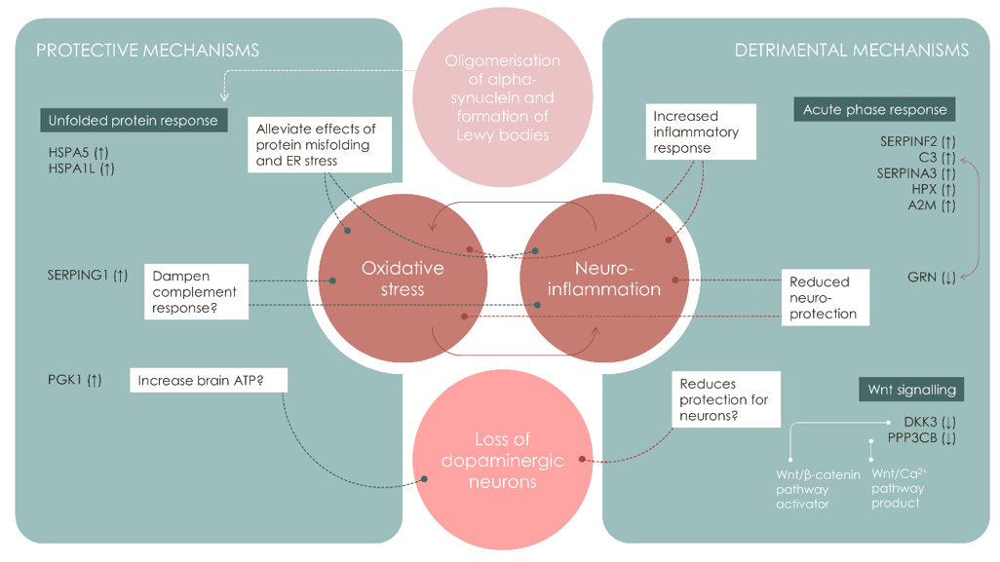 PROTECTIVE MECHANISMS
Unfolded protein response
HSPA5 (↑)
HSPA1L (↑)
Alleviate effects of
protein misfolding
and ER stress
SERPING1 (↑)
Dampen
complement
response?
PGK1 (↑)
Increase brain ATP?
Oligomerisation
of alpha-
synuclein and
formation of
Lewy bodies
Oxidative
stress
Neuro-
inflammation
Loss of
dopaminergic
neurons
DETRIMENTAL MECHANISMS
Increased
inflammatory
response
Acute phase response
SERPINF2 (↑)
C3 (↑)
SERPINA3 (↑)
HPX (↑)
A2M (↑)
GRN (↓)
Reduced
neuro-
protection
Reduces
protection for
neurons?
Wnt signalling
DKK3 (↓)
PPP3CB (↓)
Wnt/β-catenin
pathway
activator
Wnt/Ca²⁺
pathway
product